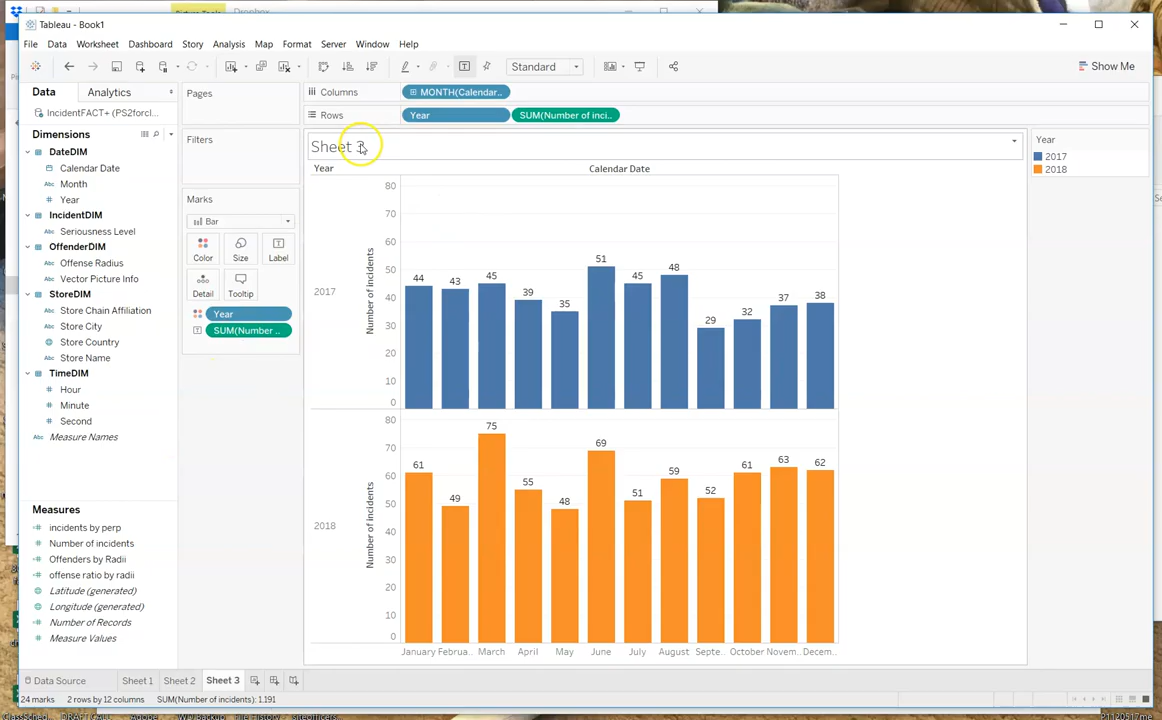 Dropbox
Tableau - Book1
File Data Worksheet Dashboard Story Analysis Map Format Server Window Help
Standard
Show Me
Data Analytics
IncidentFACT+ (PS2forcl..
Dimensions
DateDIM
Calendar Date
Abc Month
# Year
IncidentDIM
Abc Seriousness Level
OffenderDIM
Abc Offense Radius
Abc Vector Picture Info
StoreDIM
Abc Store Chain Affiliation
Abc Store City
Store Country
Abc Store Name
TimeDIM
# Hour
# Minute
# Second
Abc Measure Names
Measures
incidents by perp
Number of incidents
Offenders by Radii
offense ratio by radii
Latitude (generated)
Longitude (generated)
Number of Records
Measure Values
Pages
Filters
Marks
Bar
Color Size Label
Detail Tooltip
Year
SUM(Number ..
Columns MONTH(Calendar..
Rows Year SUM(Number of inci..
Sheet 3
Year Calendar Date
2017
Number of incidents
80
70
60
50
40
30
20
10
0
44 43 45 39 35 51 45 48 29 32 37 38
2018
Number of incidents
80
70
60
50
40
30
20
10
0
61 49 75 55 48 69 51 59 52 61 63 62
January Februa.. March April May June July August Septe.. October Novem.. Decem..
Year
2017
2018
Data Source Sheet 1 Sheet 2 Sheet 3
24 marks 2 rows by 12 columns SUM(Number of incidents): 1,191